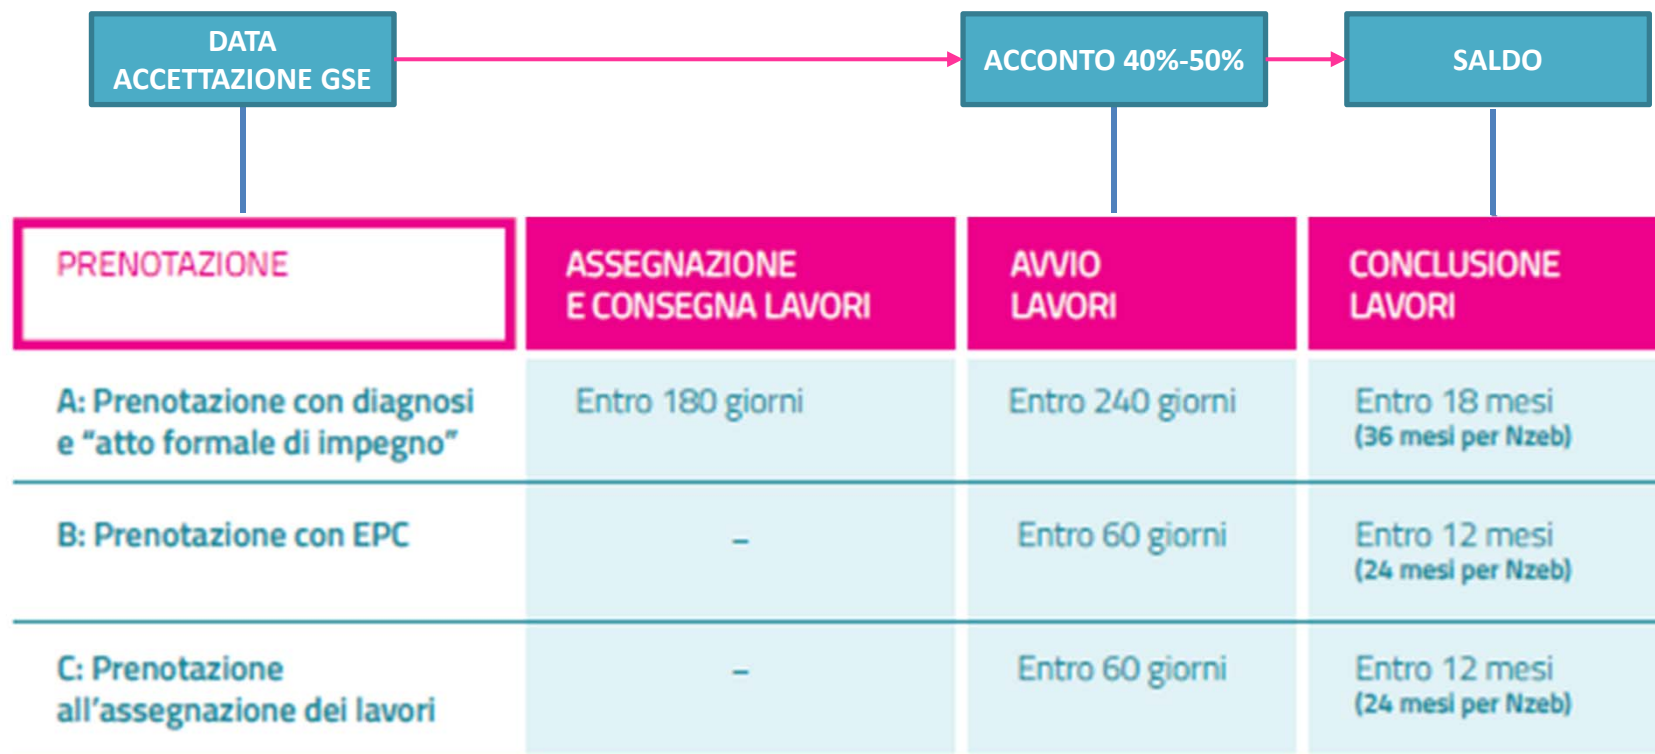 DATA
ACCETTAZIONE GSE
ACCONTO 40%-50%
SALDO
PRENOTAZIONE
ASSEGNAZIONE
E CONSEGNA LAVORI
AVVIO
LAVORI
CONCLUSIONE
LAVORI
A: Prenotazione con diagnosi
e “atto formale di impegno”
Entro 180 giorni
Entro 240 giorni
Entro 18 mesi
(36 mesi per Nzeb)
B: Prenotazione con EPC
–
Entro 60 giorni
Entro 12 mesi
(24 mesi per Nzeb)
C: Prenotazione
all’assegnazione dei lavori
–
Entro 60 giorni
Entro 12 mesi
(24 mesi per Nzeb)